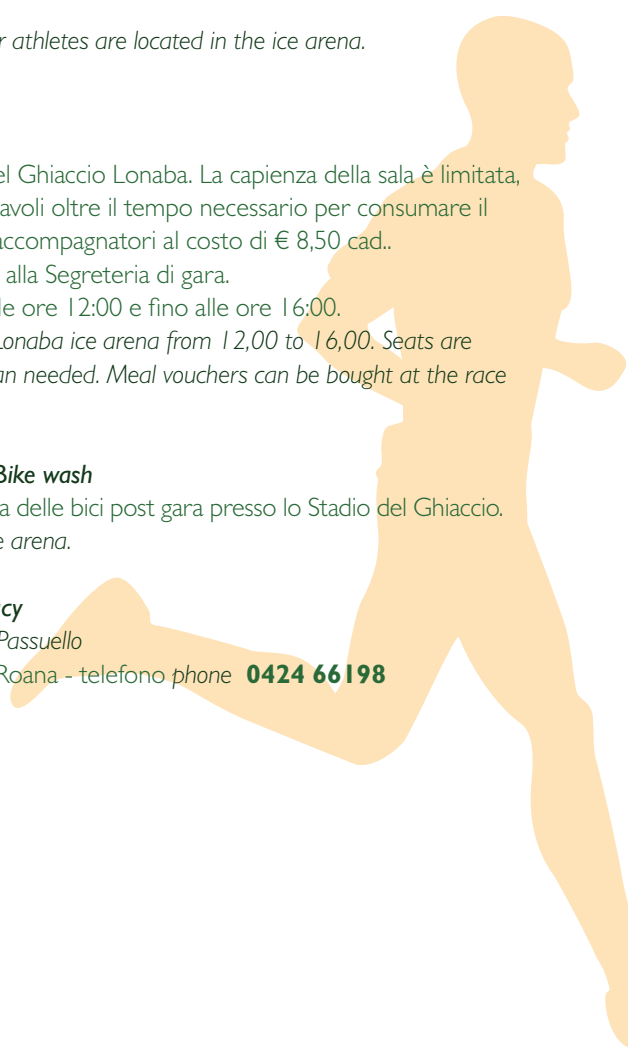 r athletes are located in the ice arena.
el Ghiaccio Lonaba. La capienza della sala è limitata,
avoli oltre il tempo necessario per consumare il
accompagnatori al costo di € 8,50 cad..
alla Segreteria di gara.
le ore 12:00 e fino alle ore 16:00.
Lonaba ice arena from 12,00 to 16,00. Seats are
an needed. Meal vouchers can be bought at the race
Bike wash
a delle bici post gara presso lo Stadio del Ghiaccio.
e arena.
cy
Passuello
Roana - telefono phone 0424 66198